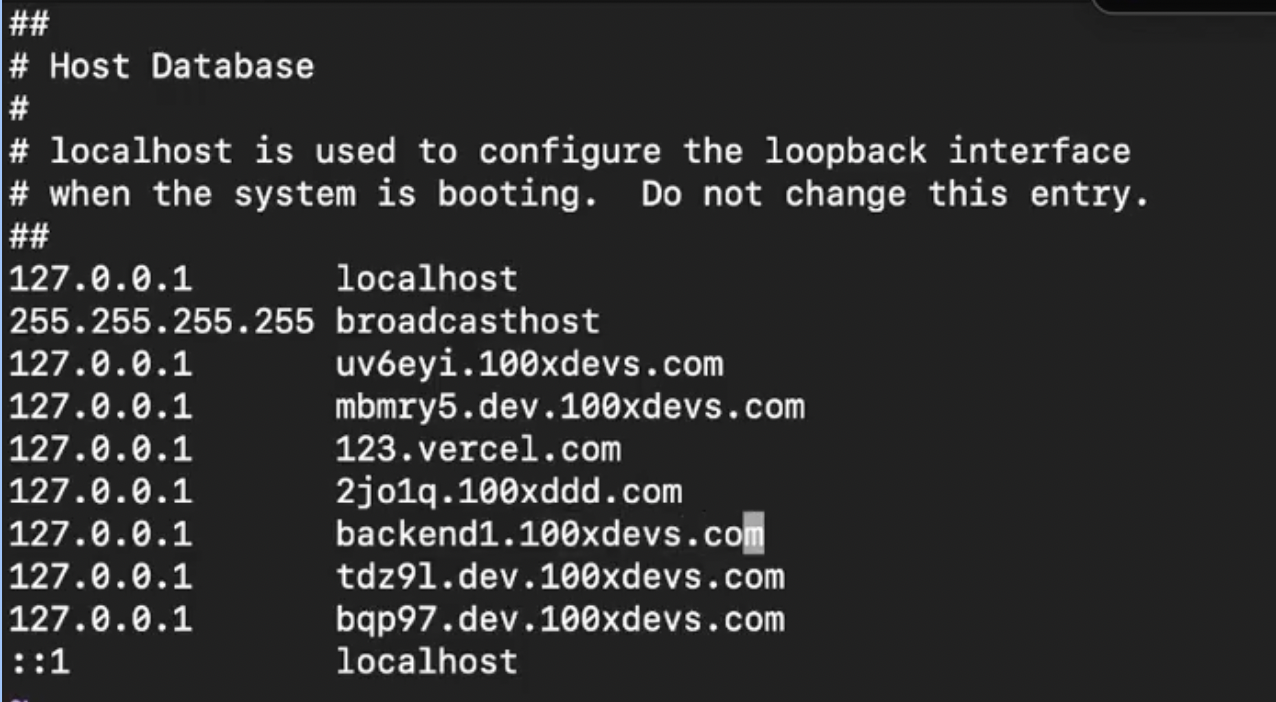 ##
# Host Database
#
# localhost is used to configure the loopback interface
# when the system is booting.  Do not change this entry.
##
127.0.0.1       localhost
255.255.255.255 broadcasthost
127.0.0.1       uv6eyi.100xdevs.com
127.0.0.1       mbmry5.dev.100xdevs.com
127.0.0.1       123.vercel.com
127.0.0.1       2jo1q.100xddd.com
127.0.0.1       backend1.100xdevs.com
127.0.0.1       tdz9l.dev.100xdevs.com
127.0.0.1       bqp97.dev.100xdevs.com
::1             localhost
~